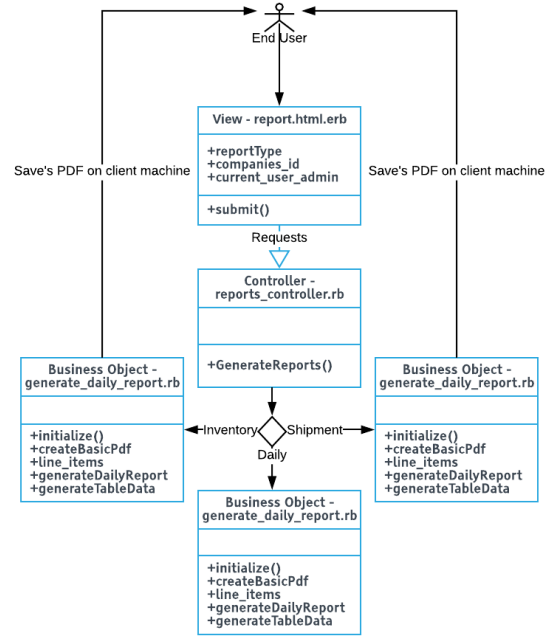 End User
View - report.html.erb
+reportType
+companies_id
+current_user_admin
+submit()
Save's PDF on client machine
Save's PDF on client machine
Requests
Controller -
reports_controller.rb
+GenerateReports()
Business Object -
generate_daily_report.rb
+initialize()
+createBasicPdf
+line_items
+generateDailyReport
+generateTableData
Inventory
Shipment
Daily
Business Object -
generate_daily_report.rb
+initialize()
+createBasicPdf
+line_items
+generateDailyReport
+generateTableData
Business Object -
generate_daily_report.rb
+initialize()
+createBasicPdf
+line_items
+generateDailyReport
+generateTableData